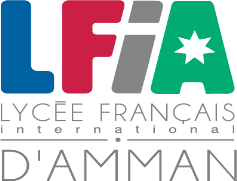 LFiA
LYCÉE FRANÇAIS
international
D'AMMAN